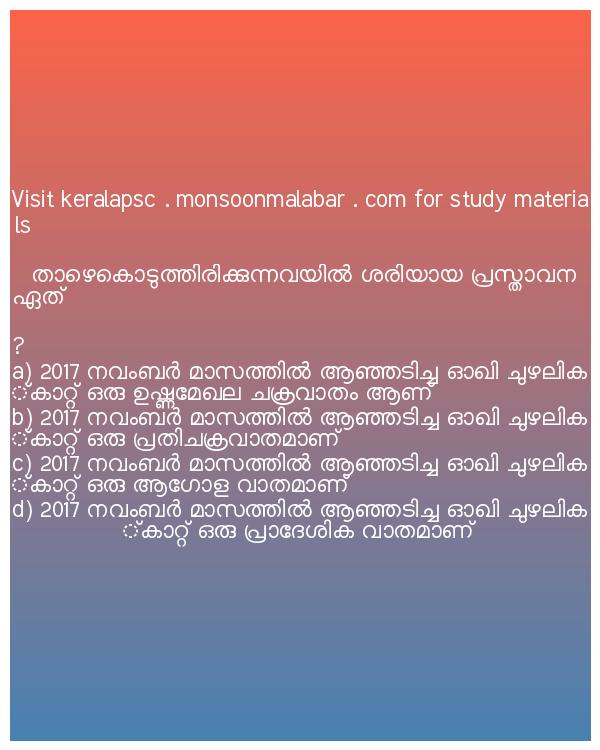 Visit keralapsc . monsoonmalabar . com for study materia
ls
താഴെകൊടുത്തിരിക്കുന്നവയിൽ ശരിയായ പ്രസ്താവന
ഏത്
?
a) 2017 നവംബർ മാസത്തിൽ ആഞ്ഞടിച്ച ഓഖി ചുഴലിക
്കാറ്റ് ഒരു ഉഷ്ണമേഖല ചക്രവാതം ആണ്
b) 2017 നവംബർ മാസത്തിൽ ആഞ്ഞടിച്ച ഓഖി ചുഴലിക
്കാറ്റ് ഒരു പ്രതിചക്രവാതമാണ്
c) 2017 നവംബർ മാസത്തിൽ ആഞ്ഞടിച്ച ഓഖി ചുഴലിക
്കാറ്റ് ഒരു ആഗോള വാതമാണ്
d) 2017 നവംബർ മാസത്തിൽ ആഞ്ഞടിച്ച ഓഖി ചുഴലിക
്കാറ്റ് ഒരു പ്രാദേശിക വാതമാണ്